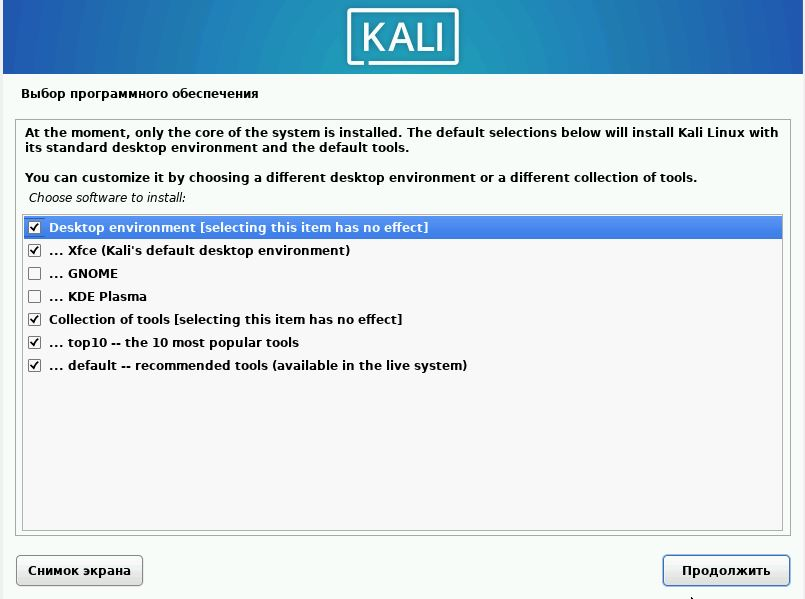 KALI
Выбор программного обеспечения
At the moment, only the core of the system is installed. The default selections below will install Kali Linux with
its standard desktop environment and the default tools.
You can customize it by choosing a different desktop environment or a different collection of tools.
Choose software to install:
Desktop environment [selecting this item has no effect]
... Xfce (Kali's default desktop environment)
... GNOME
... KDE Plasma
Collection of tools [selecting this item has no effect]
... top10 -- the 10 most popular tools
... default -- recommended tools (available in the live system)
Снимок экрана
Продолжить